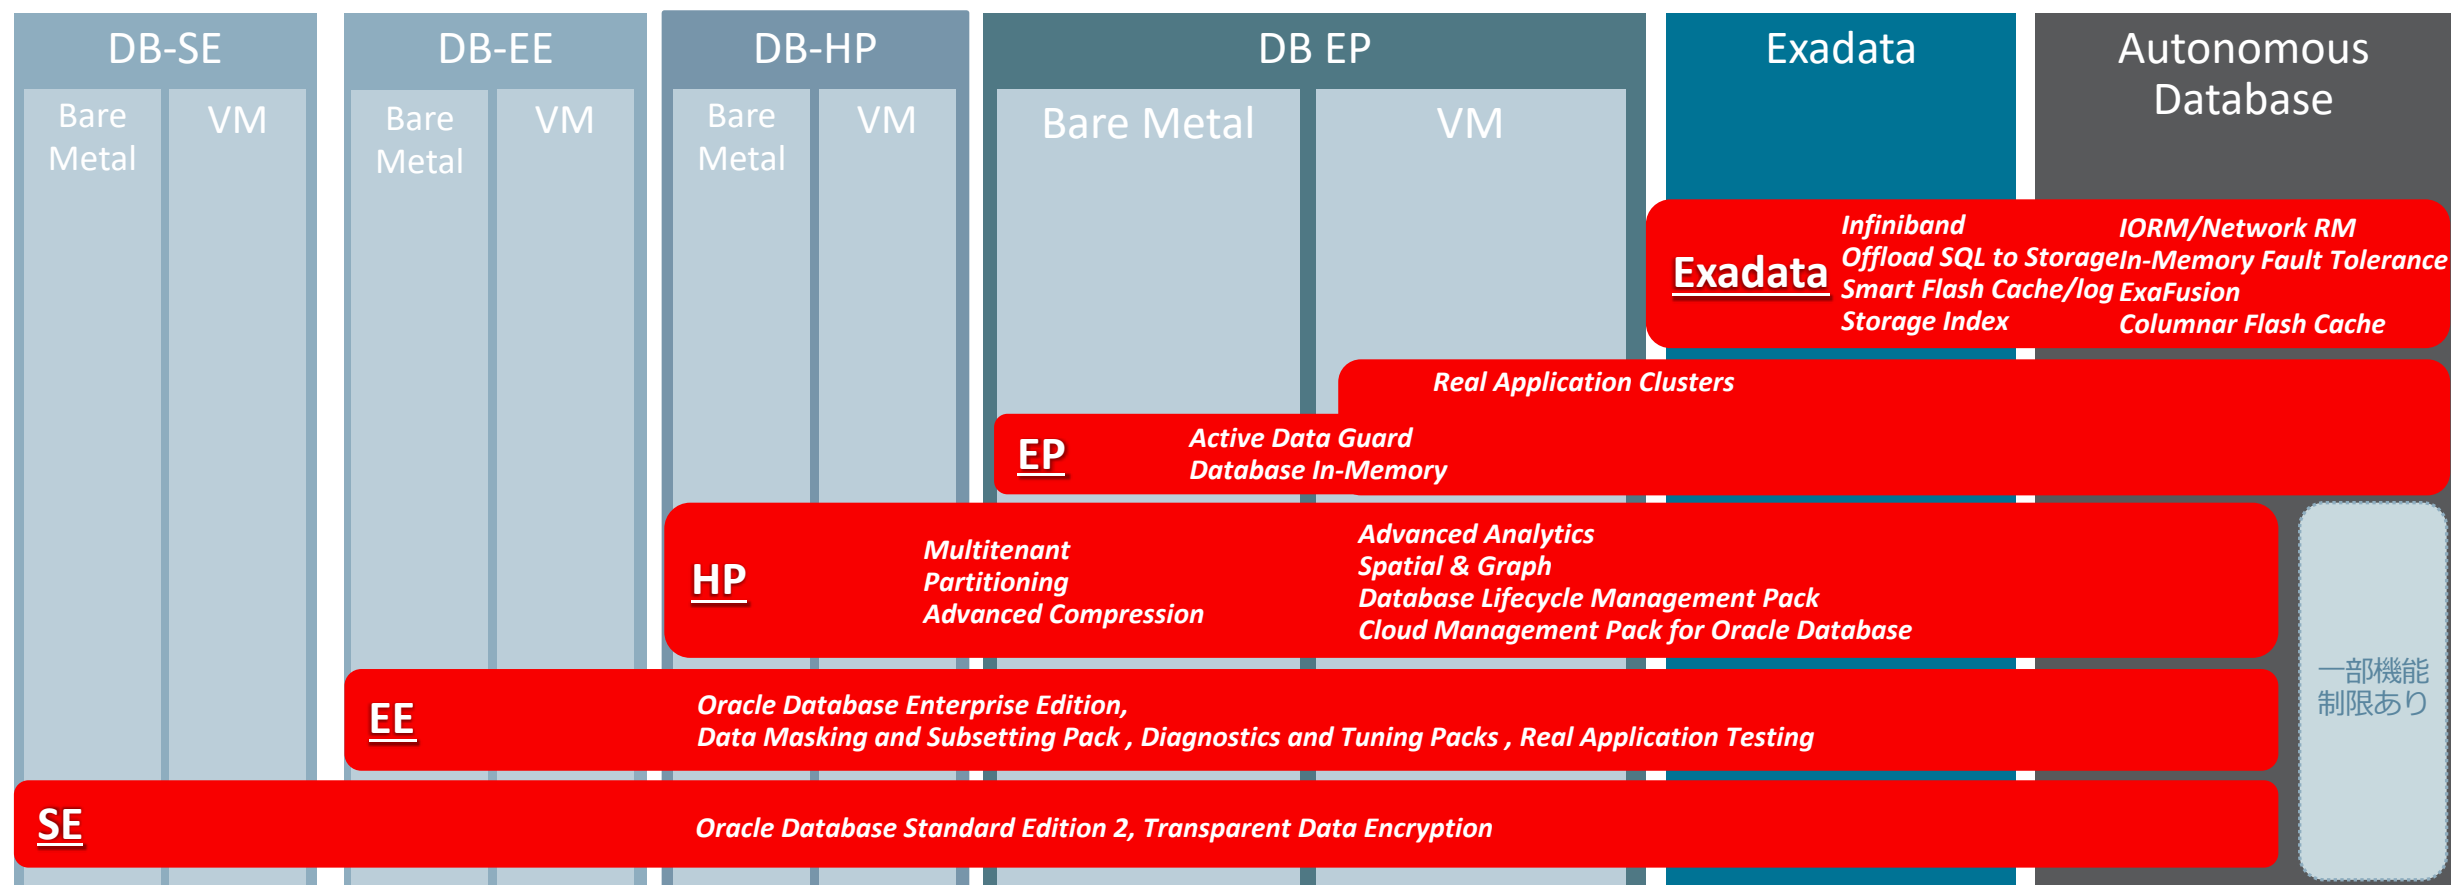 DB-SE
DB-EE
DB-HP
DB EP
Exadata
Autonomous
Database
Bare
Metal
VM
Bare
Metal
VM
Bare
Metal
VM
Bare Metal
VM
Exadata
Infiniband
Offload SQL to Storage
Smart Flash Cache/log
Storage Index
IORM/Network RM
In-Memory Fault Tolerance
ExaFusion
Columnar Flash Cache
Real Application Clusters
EP
Active Data Guard
Database In-Memory
HP
Multitenant
Partitioning
Advanced Compression
Advanced Analytics
Spatial & Graph
Database Lifecycle Management Pack
Cloud Management Pack for Oracle Database
一部機能
制限あり
EE
Oracle Database Enterprise Edition,
Data Masking and Subsetting Pack , Diagnostics and Tuning Packs , Real Application Testing
SE
Oracle Database Standard Edition 2, Transparent Data Encryption